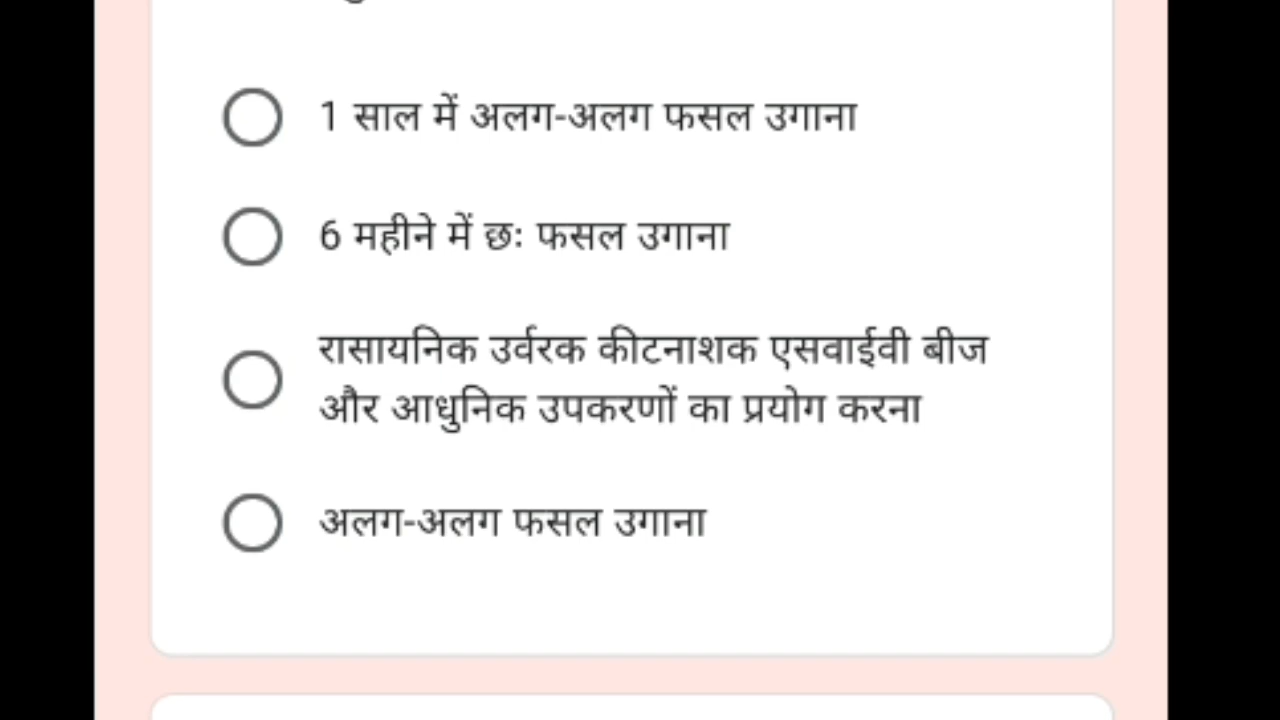 1 साल में अलग-अलग फसल उगाना
6 महीने में छः फसल उगाना
रासायनिक उर्वरक कीटनाशक एसवाईवी बीज
और आधुनिक उपकरणों का प्रयोग करना
अलग-अलग फसल उगाना